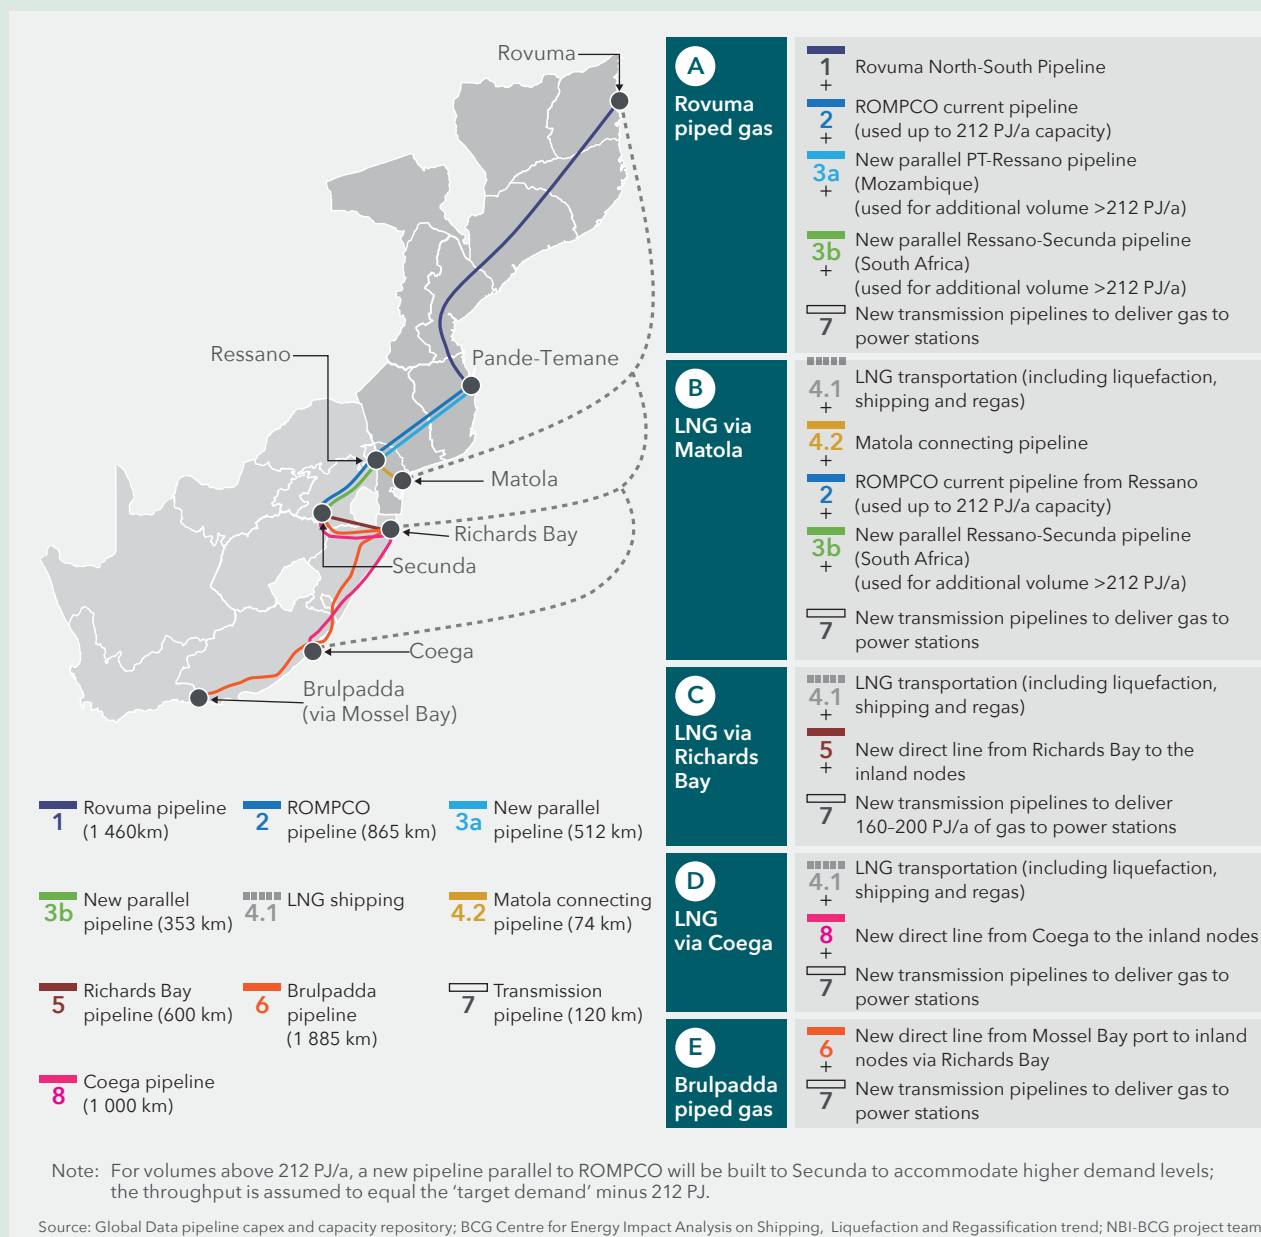 Rovuma
Ressano
Pande-Temane
Matola
Richards Bay
Secunda
Coega
Brulpadda
(via Mossel Bay)
1 Rovuma pipeline
(1 460km)
2 ROMPCO
pipeline (865 km)
3a New parallel
pipeline (512 km)
3b New parallel
pipeline (353 km)
4.1 LNG shipping
4.2 Matola connecting
pipeline (74 km)
5 Richards Bay
pipeline (600 km)
6 Brulpadda
pipeline
(1 885 km)
7 Transmission
pipeline (120 km)
8 Coega pipeline
(1 000 km)
A
Rovuma
piped gas
1 Rovuma North-South Pipeline
+
2 ROMPCO current pipeline
(used up to 212 PJ/a capacity)
+
3a New parallel PT-Ressano pipeline
(Mozambique)
(used for additional volume >212 PJ/a)
+
3b New parallel Ressano-Secunda pipeline
(South Africa)
(used for additional volume >212 PJ/a)
+
7 New transmission pipelines to deliver gas to
power stations
B
LNG via
Matola
4.1 LNG transportation (including liquefaction,
shipping and regas)
+
4.2 Matola connecting pipeline
+
2 ROMPCO current pipeline from Ressano
(used up to 212 PJ/a capacity)
+
3b New parallel Ressano-Secunda pipeline
(South Africa)
(used for additional volume >212 PJ/a)
+
7 New transmission pipelines to deliver gas to
power stations
C
LNG via
Richards
Bay
4.1 LNG transportation (including liquefaction,
shipping and regas)
+
5 New direct line from Richards Bay to the
inland nodes
+
7 New transmission pipelines to deliver
160–200 PJ/a of gas to power stations
D
LNG
via Coega
4.1 LNG transportation (including liquefaction,
shipping and regas)
+
8 New direct line from Coega to the inland nodes
+
7 New transmission pipelines to deliver gas to
power stations
E
Brulpadda
piped gas
6 New direct line from Mossel Bay port to inland
nodes via Richards Bay
+
7 New transmission pipelines to deliver gas to
power stations
Note: For volumes above 212 PJ/a, a new pipeline parallel to ROMPCO will be built to Secunda to accommodate higher demand levels;
the throughput is assumed to equal the ‘target demand’ minus 212 PJ.
Source: Global Data pipeline capex and capacity repository; BCG Centre for Energy Impact Analysis on Shipping, Liquefaction and Regassification trend; NBI-BCG project team